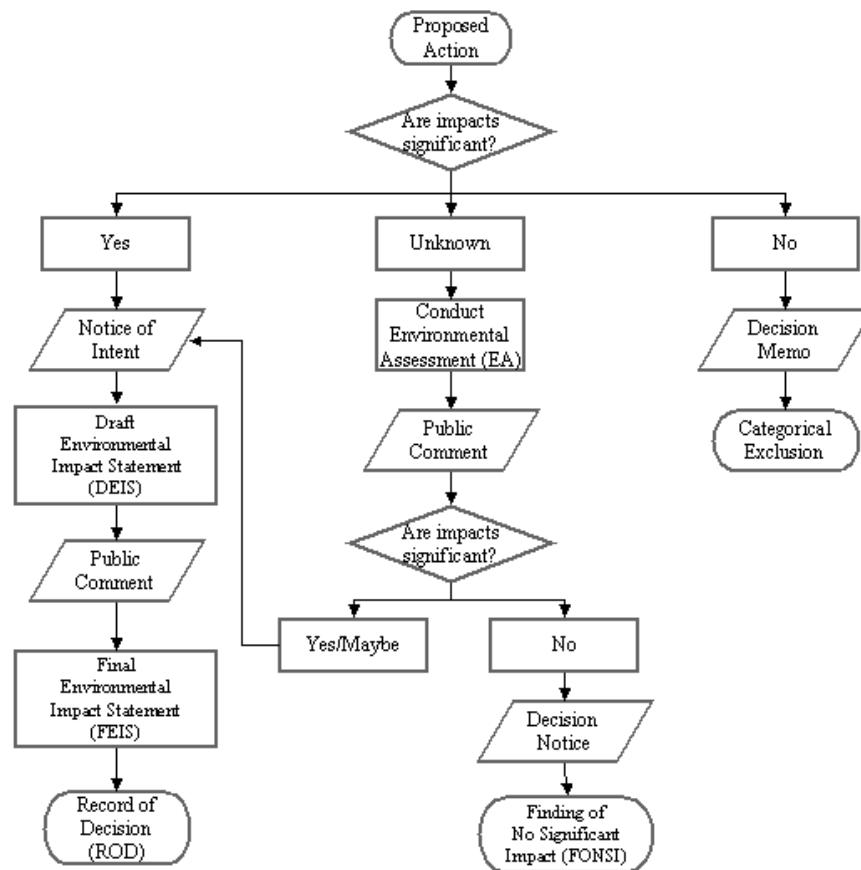 Proposed
Action
Are impacts
significant?
Yes
Unknown
No
Notice of
Intent
Conduct
Environmental
Assessment (EA)
Decision
Memo
Draft
Environmental
Impact Statement
(DEIS)
Public
Comment
Categorical
Exclusion
Public
Comment
Are impacts
significant?
Yes/Maybe
No
Final
Environmental
Impact Statement
(FEIS)
Decision
Notice
Record of
Decision
(ROD)
Finding of
No Significant
Impact (FONSI)